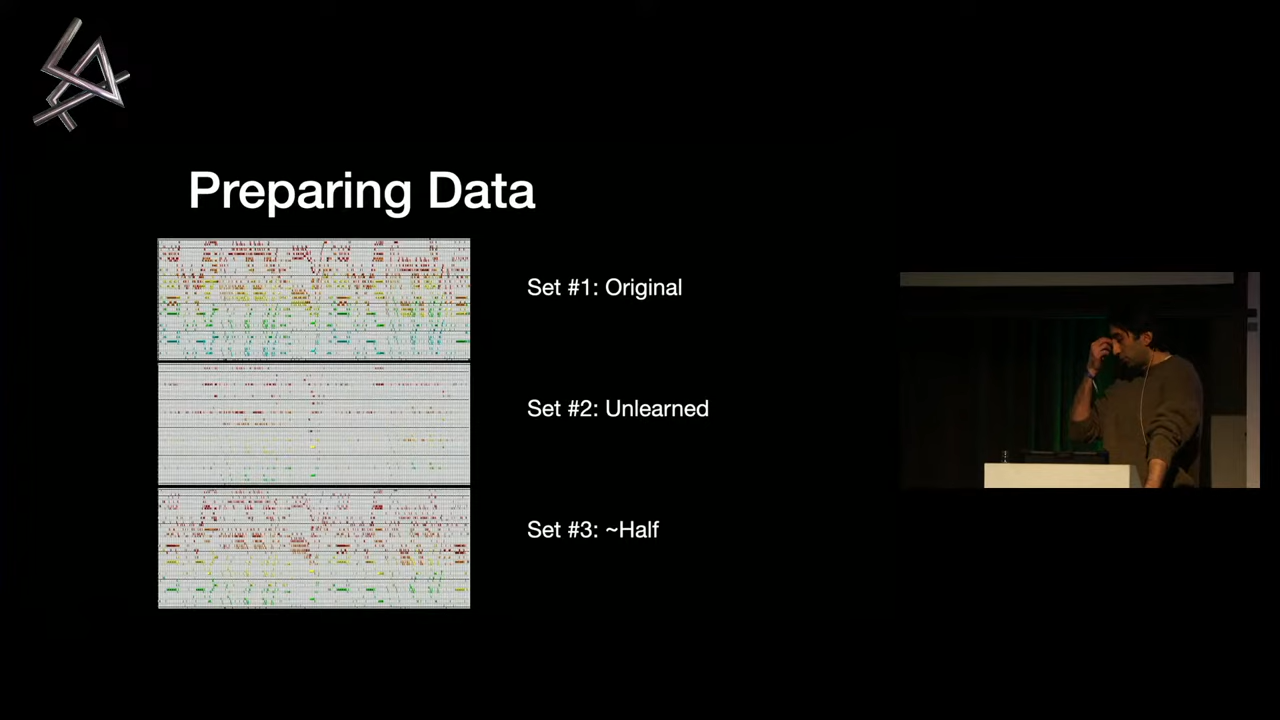 Preparing Data
Set #1: Original
Set #2: Unlearned
Set #3: ~Half